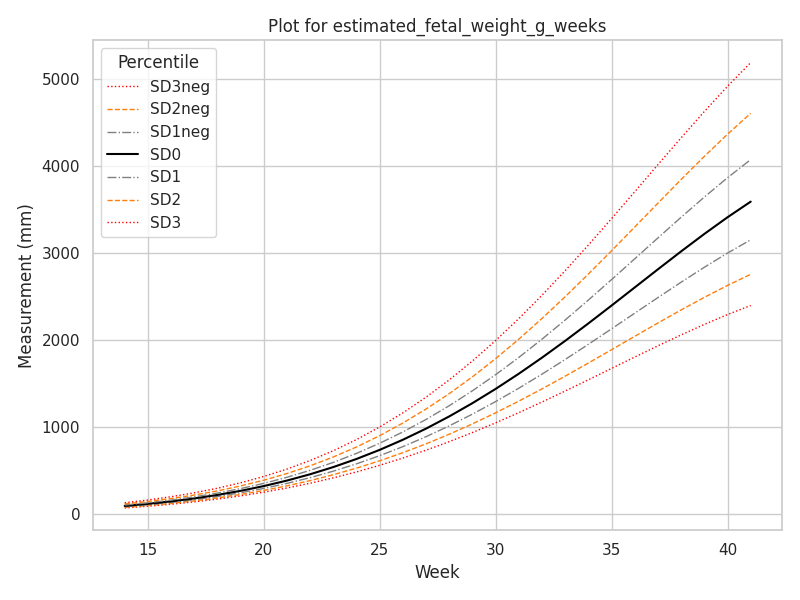 Plot for estimated_fetal_weight_g_weeks
Percentile
SD3neg
SD2neg
SD1neg
SD0
SD1
SD2
SD3
Measurement (mm)
5000
4000
3000
2000
1000
0
15 20 25 30 35 40
Week